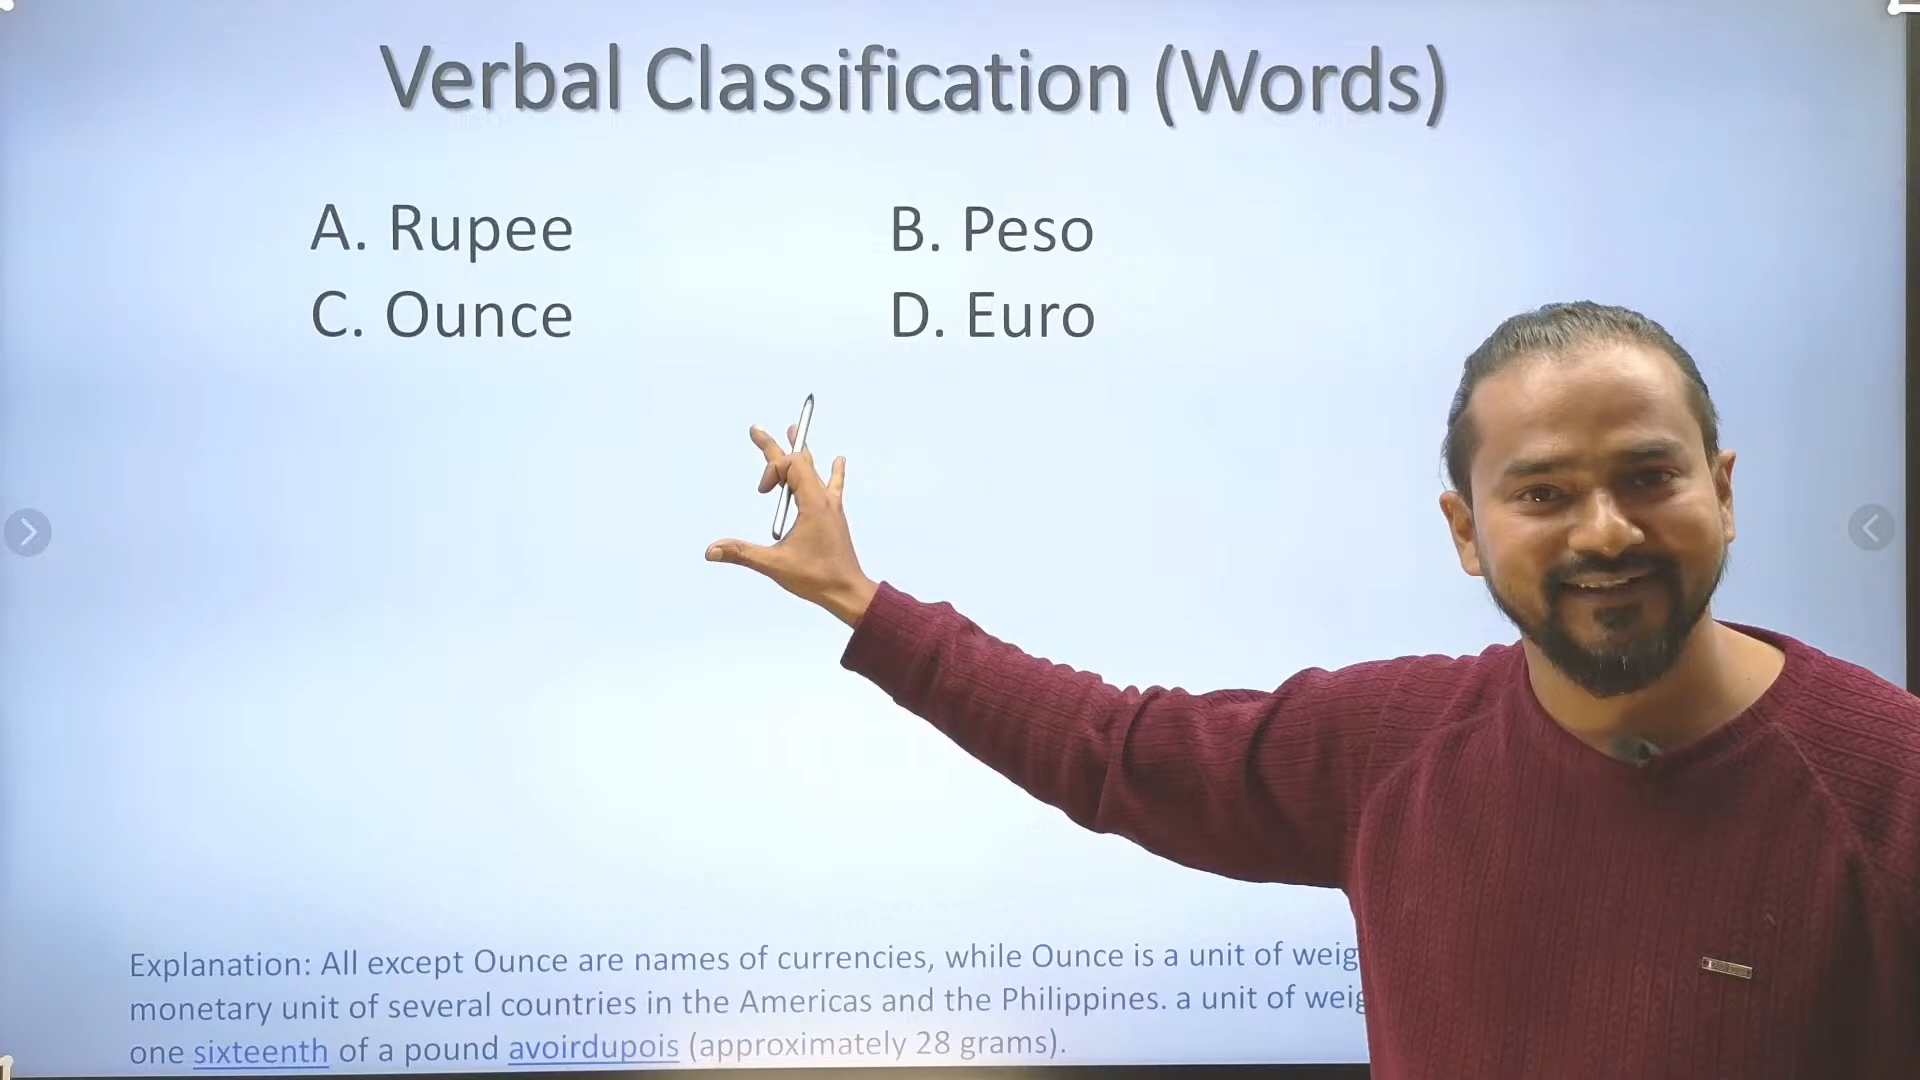 Verbal Classification (Words)
A. Rupee B. Peso
C. Ounce D. Euro
Explanation: All except Ounce are names of currencies, while Ounce is a unit of
monetary unit of several countries in the Americas and the Philippines. a unit of
one sixteenth of a pound avoirdupois (approximately 28 grams).